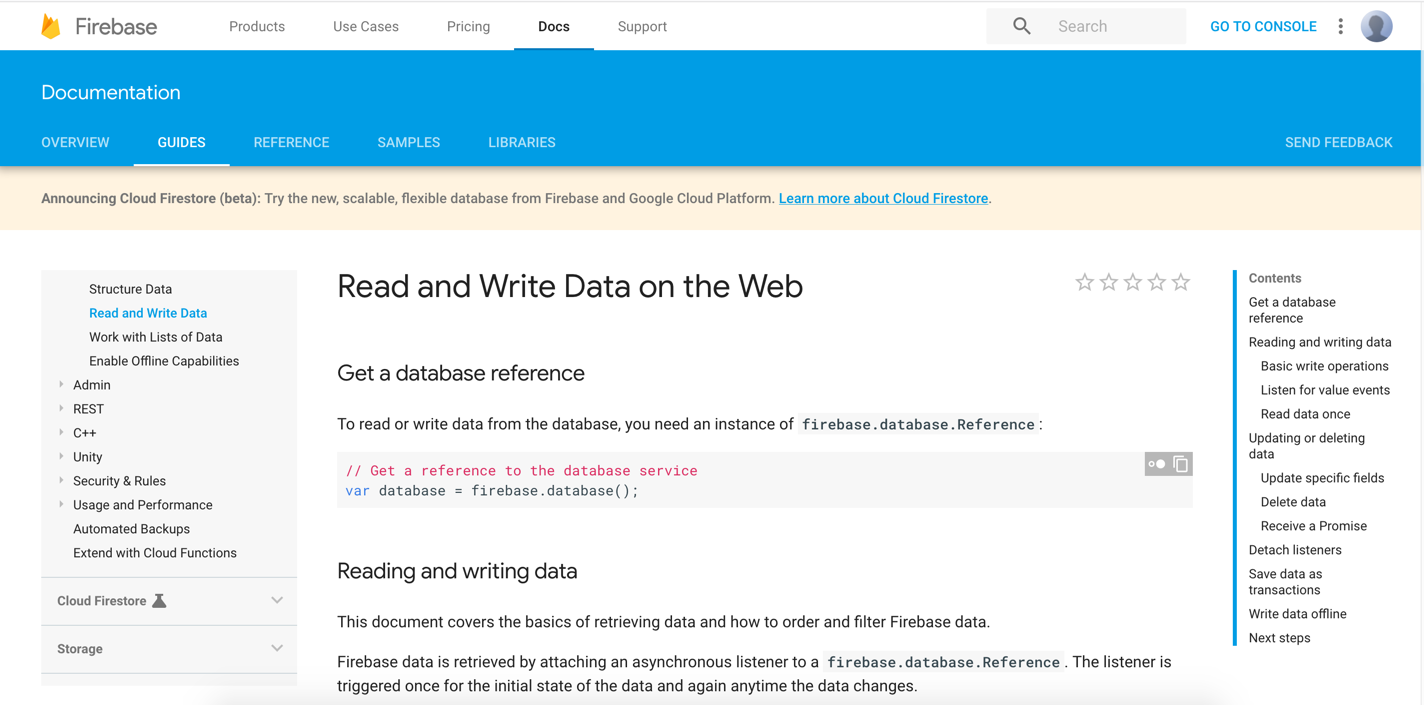 Firebase
Products
Use Cases
Pricing
Docs
Support
Search
GO TO CONSOLE
Documentation
OVERVIEW
GUIDES
REFERENCE
SAMPLES
LIBRARIES
SEND FEEDBACK
Announcing Cloud Firestore (beta): Try the new, scalable, flexible database from Firebase and Google Cloud Platform. Learn more about Cloud Firestore.
Structure Data
Read and Write Data
Work with Lists of Data
Enable Offline Capabilities
Admin
REST
C++
Unity
Security & Rules
Usage and Performance
Automated Backups
Extend with Cloud Functions
Cloud Firestore
Storage
Read and Write Data on the Web
Get a database reference
To read or write data from the database, you need an instance of firebase.database.Reference:
// Get a reference to the database service
var database = firebase.database();
Reading and writing data
This document covers the basics of retrieving data and how to order and filter Firebase data.
Firebase data is retrieved by attaching an asynchronous listener to a firebase.database.Reference. The listener is
triggered once for the initial state of the data and again anytime the data changes.
Contents
Get a database
reference
Reading and writing data
Basic write operations
Listen for value events
Read data once
Updating or deleting
data
Update specific fields
Delete data
Receive a Promise
Detach listeners
Save data as
transactions
Write data offline
Next steps